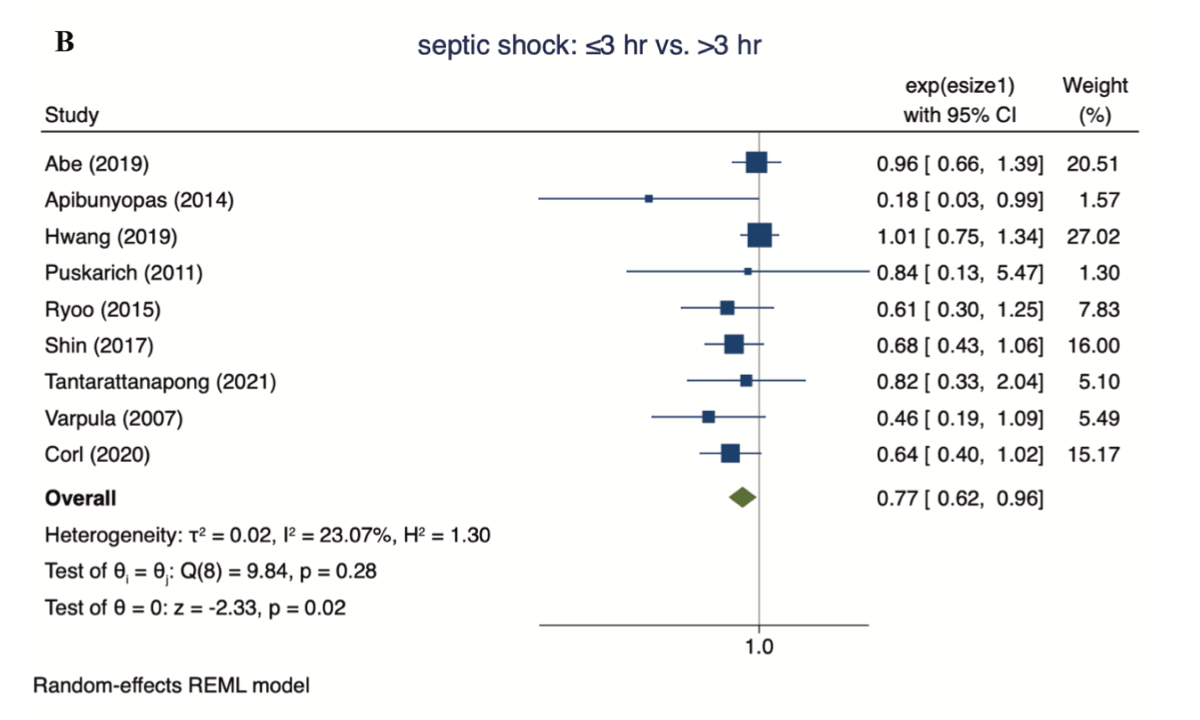 B
septic shock: ≤3 hr vs. >3 hr
exp(esize1) Weight
Study with 95% CI (%)
Abe (2019) 0.96 [ 0.66, 1.39] 20.51
Apibunyopas (2014) 0.18 [ 0.03, 0.99] 1.57
Hwang (2019) 1.01 [ 0.75, 1.34] 27.02
Puskarich (2011) 0.84 [ 0.13, 5.47] 1.30
Ryoo (2015) 0.61 [ 0.30, 1.25] 7.83
Shin (2017) 0.68 [ 0.43, 1.06] 16.00
Tantarattanapong (2021) 0.82 [ 0.33, 2.04] 5.10
Varpula (2007) 0.46 [ 0.19, 1.09] 5.49
Corl (2020) 0.64 [ 0.40, 1.02] 15.17
Overall 0.77 [ 0.62, 0.96]
Heterogeneity: τ² = 0.02, I² = 23.07%, H² = 1.30
Test of θᵢ = θⱼ: Q(8) = 9.84, p = 0.28
Test of θ = 0: z = -2.33, p = 0.02
1.0
Random-effects REML model